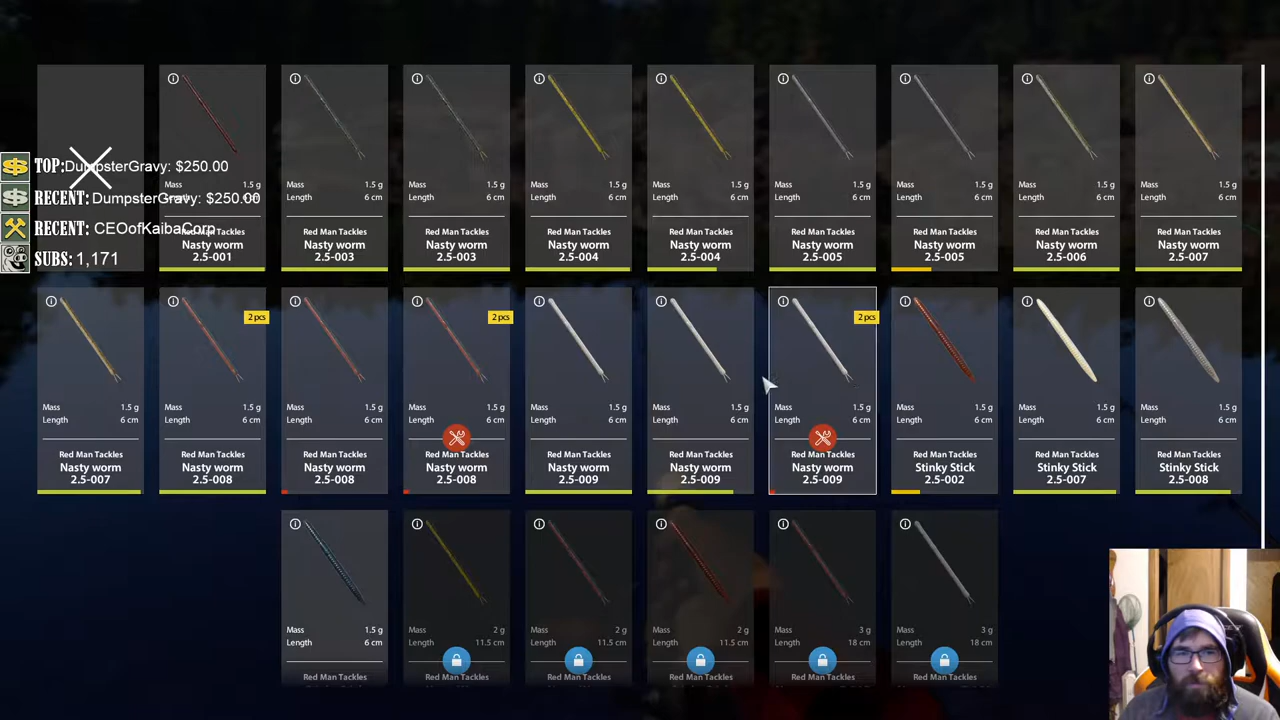 TOP:DumpsterGravy: $250.00
RECENT: DumpsterGravy: $250.00
RECENT: CEOofKaibaCorp
SUBS: 1,171
Mass 1.5 g
Length 6 cm
Red Man Tackles
Nasty worm
2.5-001
Mass 1.5 g
Length 6 cm
Red Man Tackles
Nasty worm
2.5-003
Mass 1.5 g
Length 6 cm
Red Man Tackles
Nasty worm
2.5-003
Mass 1.5 g
Length 6 cm
Red Man Tackles
Nasty worm
2.5-004
Mass 1.5 g
Length 6 cm
Red Man Tackles
Nasty worm
2.5-004
Mass 1.5 g
Length 6 cm
Red Man Tackles
Nasty worm
2.5-005
Mass 1.5 g
Length 6 cm
Red Man Tackles
Nasty worm
2.5-005
Mass 1.5 g
Length 6 cm
Red Man Tackles
Nasty worm
2.5-006
Mass 1.5 g
Length 6 cm
Red Man Tackles
Nasty worm
2.5-007
Mass 1.5 g
Length 6 cm
Red Man Tackles
Nasty worm
2.5-007
2 pcs
Mass 1.5 g
Length 6 cm
Red Man Tackles
Nasty worm
2.5-008
Mass 1.5 g
Length 6 cm
Red Man Tackles
Nasty worm
2.5-008
2 pcs
Mass 1.5 g
Length 6 cm
Red Man Tackles
Nasty worm
2.5-008
Mass 1.5 g
Length 6 cm
Red Man Tackles
Nasty worm
2.5-009
Mass 1.5 g
Length 6 cm
Red Man Tackles
Nasty worm
2.5-009
2 pcs
Mass 1.5 g
Length 6 cm
Red Man Tackles
Nasty worm
2.5-009
Mass 1.5 g
Length 6 cm
Red Man Tackles
Stinky Stick
2.5-002
Mass 1.5 g
Length 6 cm
Red Man Tackles
Stinky Stick
2.5-007
Mass 1.5 g
Length 6 cm
Red Man Tackles
Stinky Stick
2.5-008
Mass 1.5 g
Length 6 cm
Red Man Tackles
Mass 2 g
Length 11.5 cm
Red Man Tackles
Mass 2 g
Length 11.5 cm
Red Man Tackles
Mass 2 g
Length 11.5 cm
Red Man Tackles
Mass 3 g
Length 18 cm
Red Man Tackles
Mass 3 g
Length 18 cm
Red Man Tackles